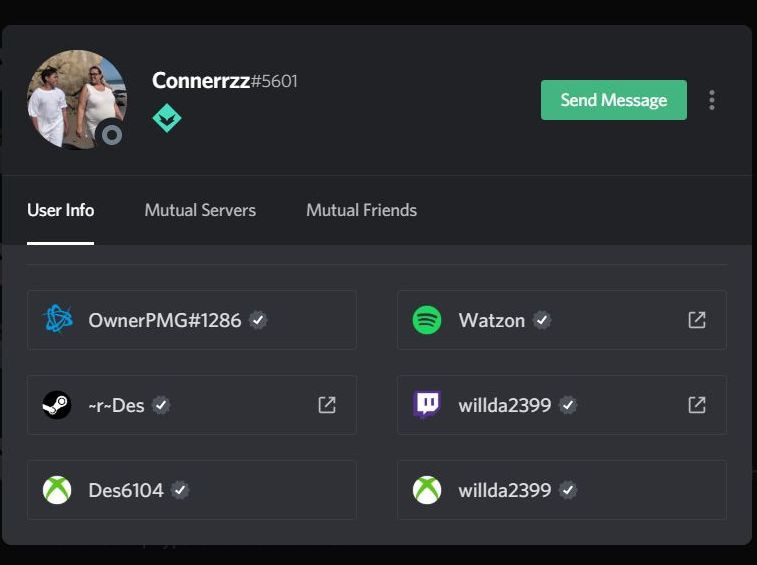 Connerrzz#5601
Send Message
User Info
Mutual Servers
Mutual Friends
OwnerPMG#1286
Watzon
~r~Des
willda2399
Des6104
willda2399